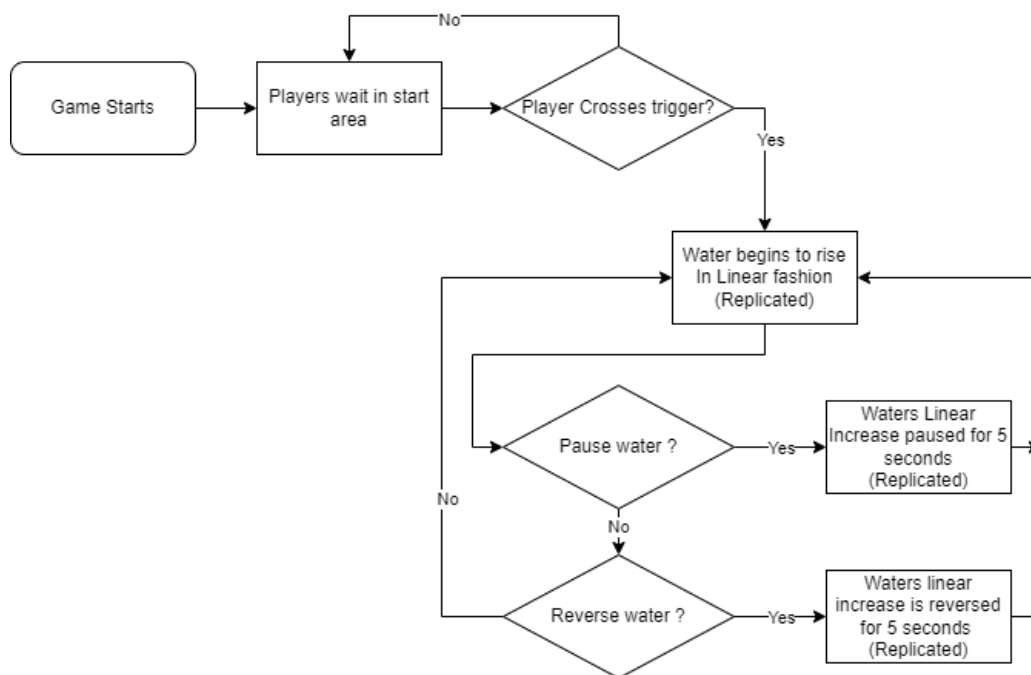 No
Game Starts
Players wait in start
area
Player Crosses trigger?
Yes
Water begins to rise
In Linear fashion
(Replicated)
Pause water ?
Yes
Waters Linear
Increase paused for 5
seconds
(Replicated)
No
No
Reverse water ?
Yes
Waters linear
increase is reversed
for 5 seconds
(Replicated)